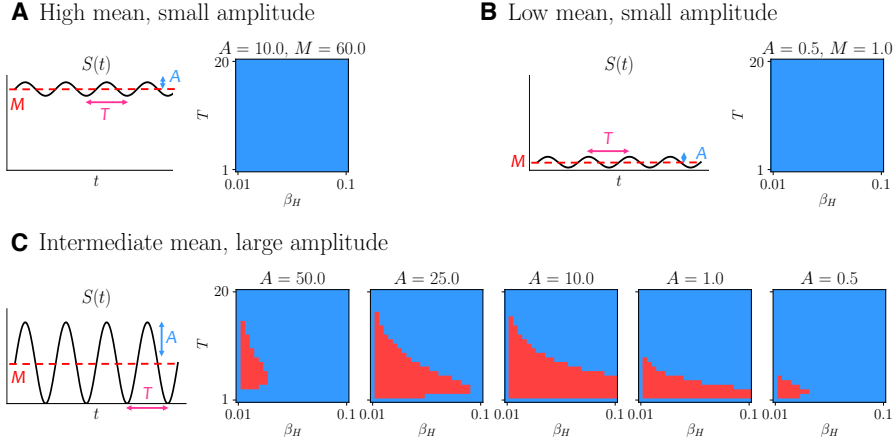 A High mean, small amplitude
S(t)
A
M
T
t
A = 10.0, M = 60.0
20
T
1
0.01
0.1
β_H
B Low mean, small amplitude
S(t)
T
M
A
t
A = 0.5, M = 1.0
20
T
1
0.01
0.1
β_H
C Intermediate mean, large amplitude
S(t)
A
M
T
t
A = 50.0
20
T
1
0.01
0.1
β_H
A = 25.0
0.01
0.1
β_H
A = 10.0
0.01
0.1
β_H
A = 1.0
0.01
0.1
β_H
A = 0.5
0.01
0.1
β_H